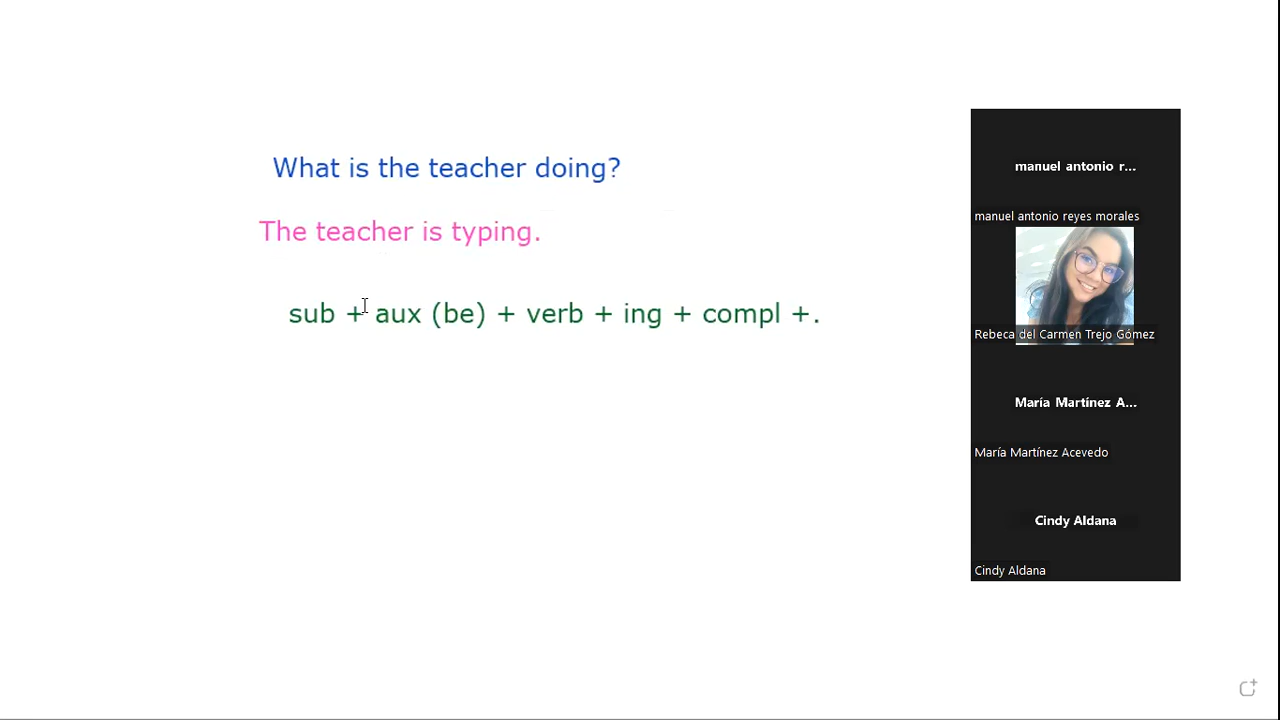 What is the teacher doing?
The teacher is typing.
sub + aux (be) + verb + ing + compl +.
manuel antonio r...
manuel antonio reyes morales
Rebeca del Carmen Trejo Gómez
María Martínez A...
María Martínez Acevedo
Cindy Aldana
Cindy Aldana